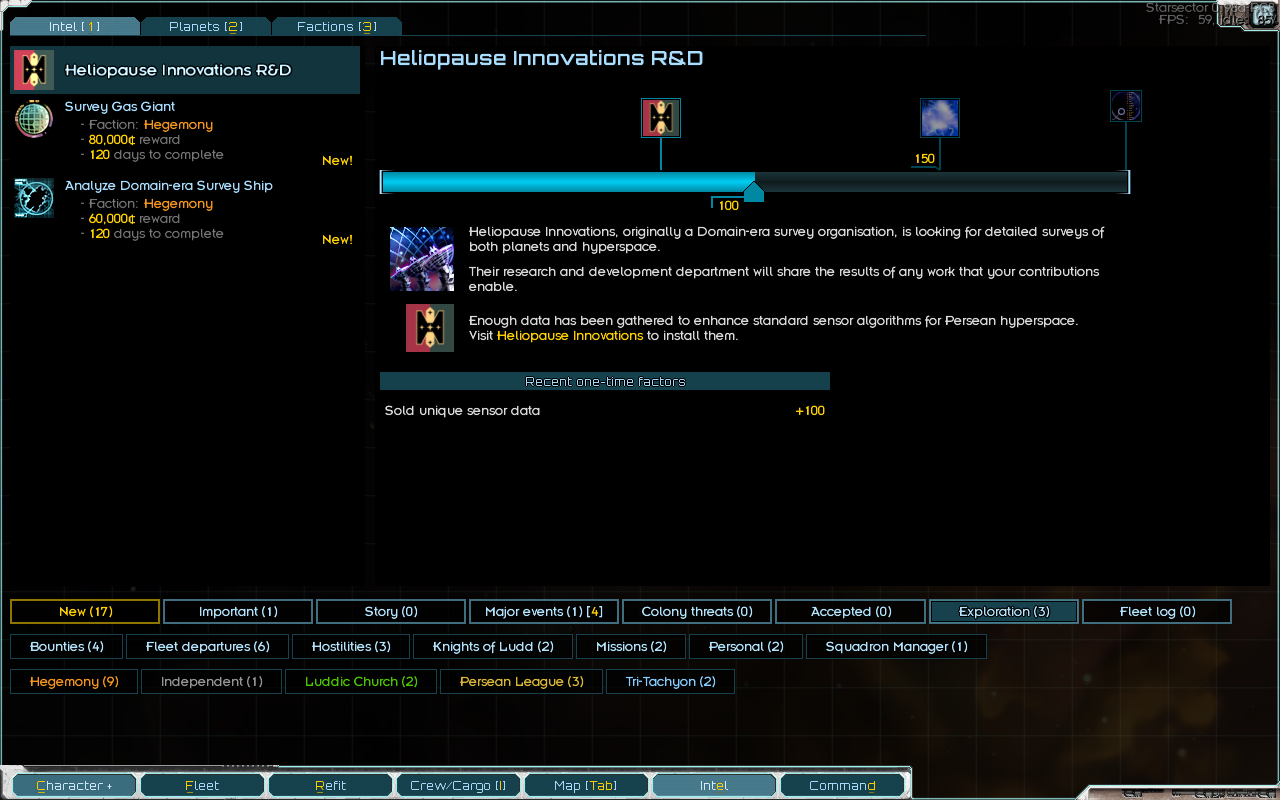 Intel [1]
Planets [2]
Factions [3]
FPS: 59,
Heliopause Innovations R&D
Survey Gas Giant
- Faction: Hegemony
- 80,000¢ reward
- 120 days to complete
New!
Analyze Domain-era Survey Ship
- Faction: Hegemony
- 60,000¢ reward
- 120 days to complete
New!
Heliopause Innovations R&D
150
100
Heliopause Innovations, originally a Domain-era survey organisation, is looking for detailed surveys of
both planets and hyperspace.
Their research and development department will share the results of any work that your contributions
enable.
Enough data has been gathered to enhance standard sensor algorithms for Persean hyperspace.
Visit Heliopause Innovations to install them.
Recent one-time factors
Sold unique sensor data +100
New (17)
Important (1)
Story (0)
Major events (1) [4]
Colony threats (0)
Accepted (0)
Exploration (3)
Fleet log (0)
Bounties (4)
Fleet departures (6)
Hostilities (3)
Knights of Ludd (2)
Missions (2)
Personal (2)
Squadron Manager (1)
Hegemony (9)
Independent (1)
Luddic Church (2)
Persean League (3)
Tri-Tachyon (2)
Character +
Fleet
Refit
Crew/Cargo [I]
Map [Tab]
Intel
Command